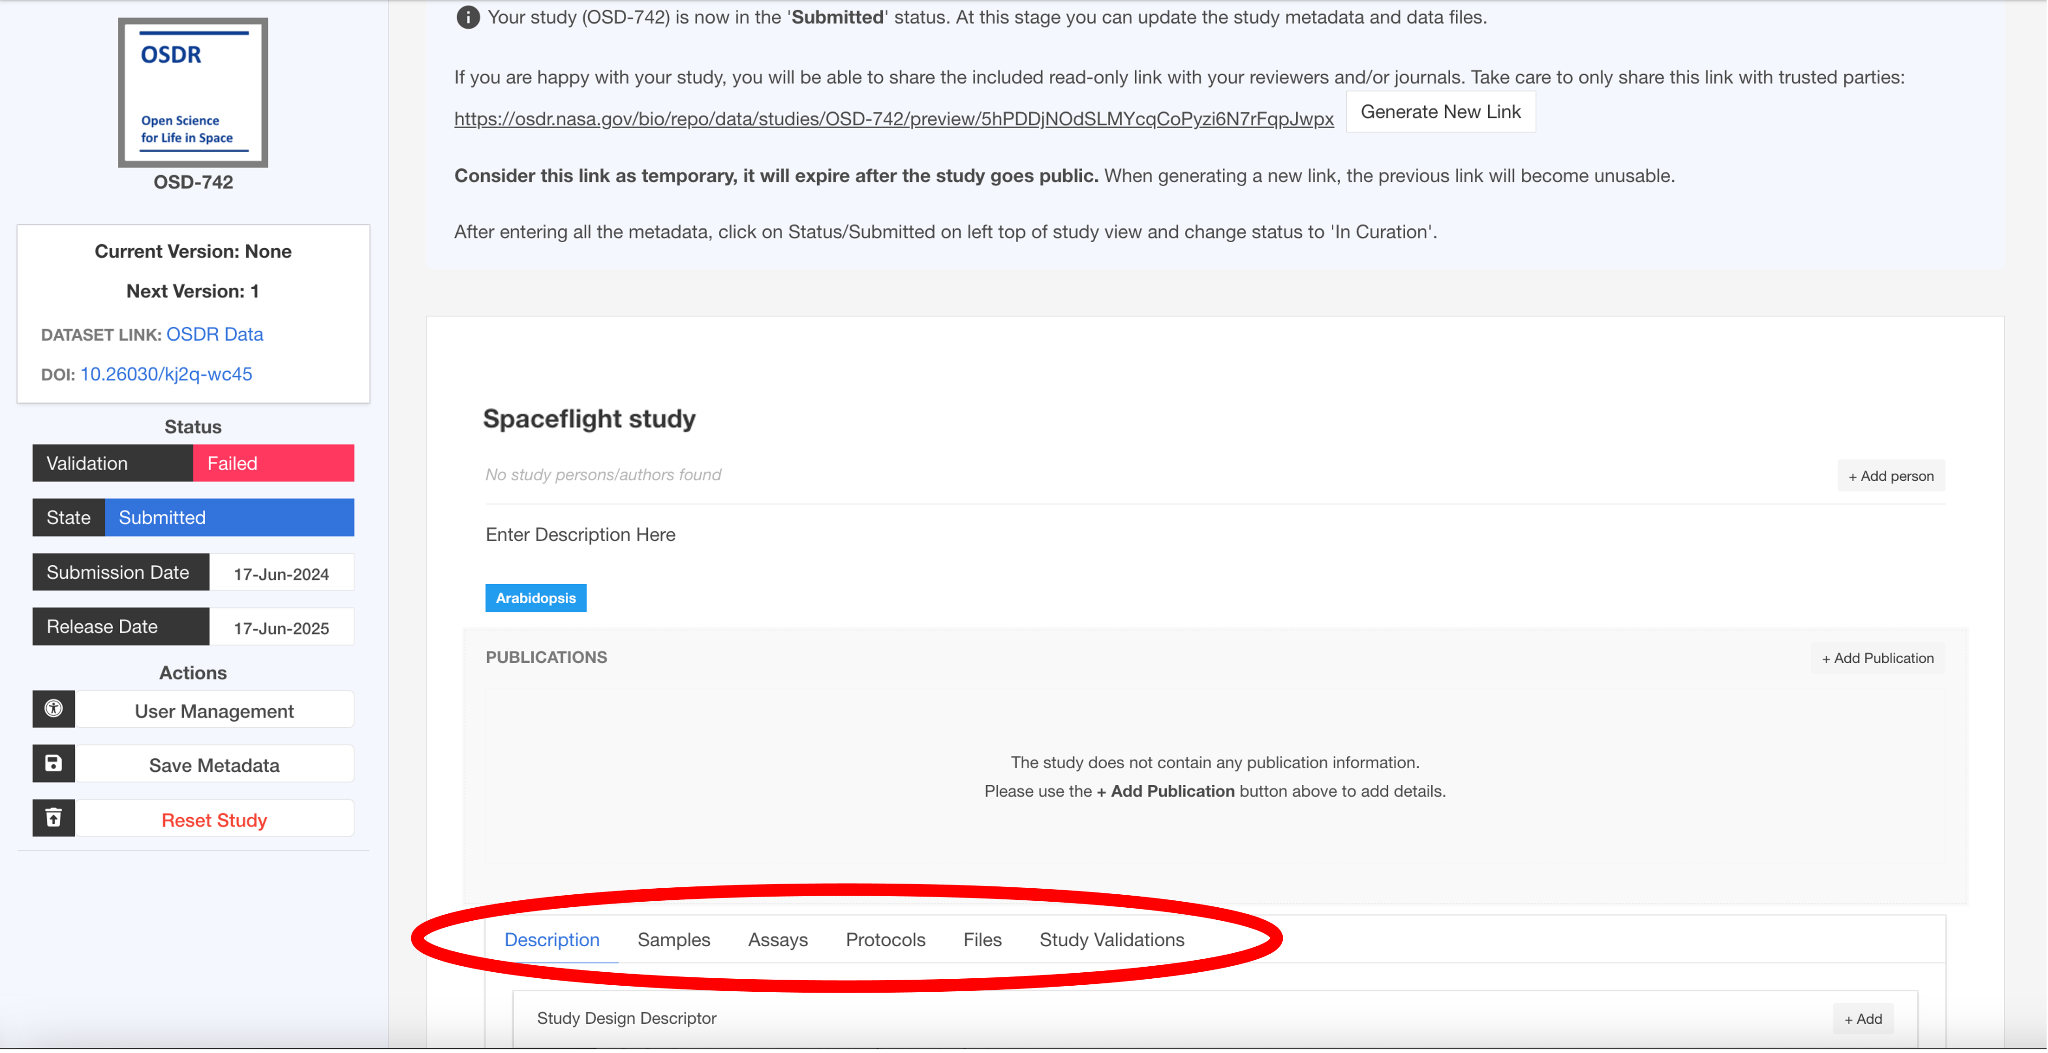 OSDR
Open Science
for Life in Space
OSD-742
Current Version: None
Next Version: 1
DATASET LINK: OSDR Data
DOI: 10.26030/kj2q-wc45
Status
Validation Failed
State Submitted
Submission Date 17-Jun-2024
Release Date 17-Jun-2025
Actions
User Management
Save Metadata
Reset Study
Your study (OSD-742) is now in the 'Submitted' status. At this stage you can update the study metadata and data files.
If you are happy with your study, you will be able to share the included read-only link with your reviewers and/or journals. Take care to only share this link with trusted parties:
https://osdr.nasa.gov/bio/repo/data/studies/OSD-742/preview/5hPDDjNOdSLMYcqCoPyzi6N7rFqpJwpx Generate New Link
Consider this link as temporary, it will expire after the study goes public. When generating a new link, the previous link will become unusable.
After entering all the metadata, click on Status/Submitted on left top of study view and change status to 'In Curation'.
Spaceflight study
No study persons/authors found + Add person
Enter Description Here
Arabidopsis
PUBLICATIONS + Add Publication
The study does not contain any publication information.
Please use the + Add Publication button above to add details.
Description Samples Assays Protocols Files Study Validations
Study Design Descriptor + Add